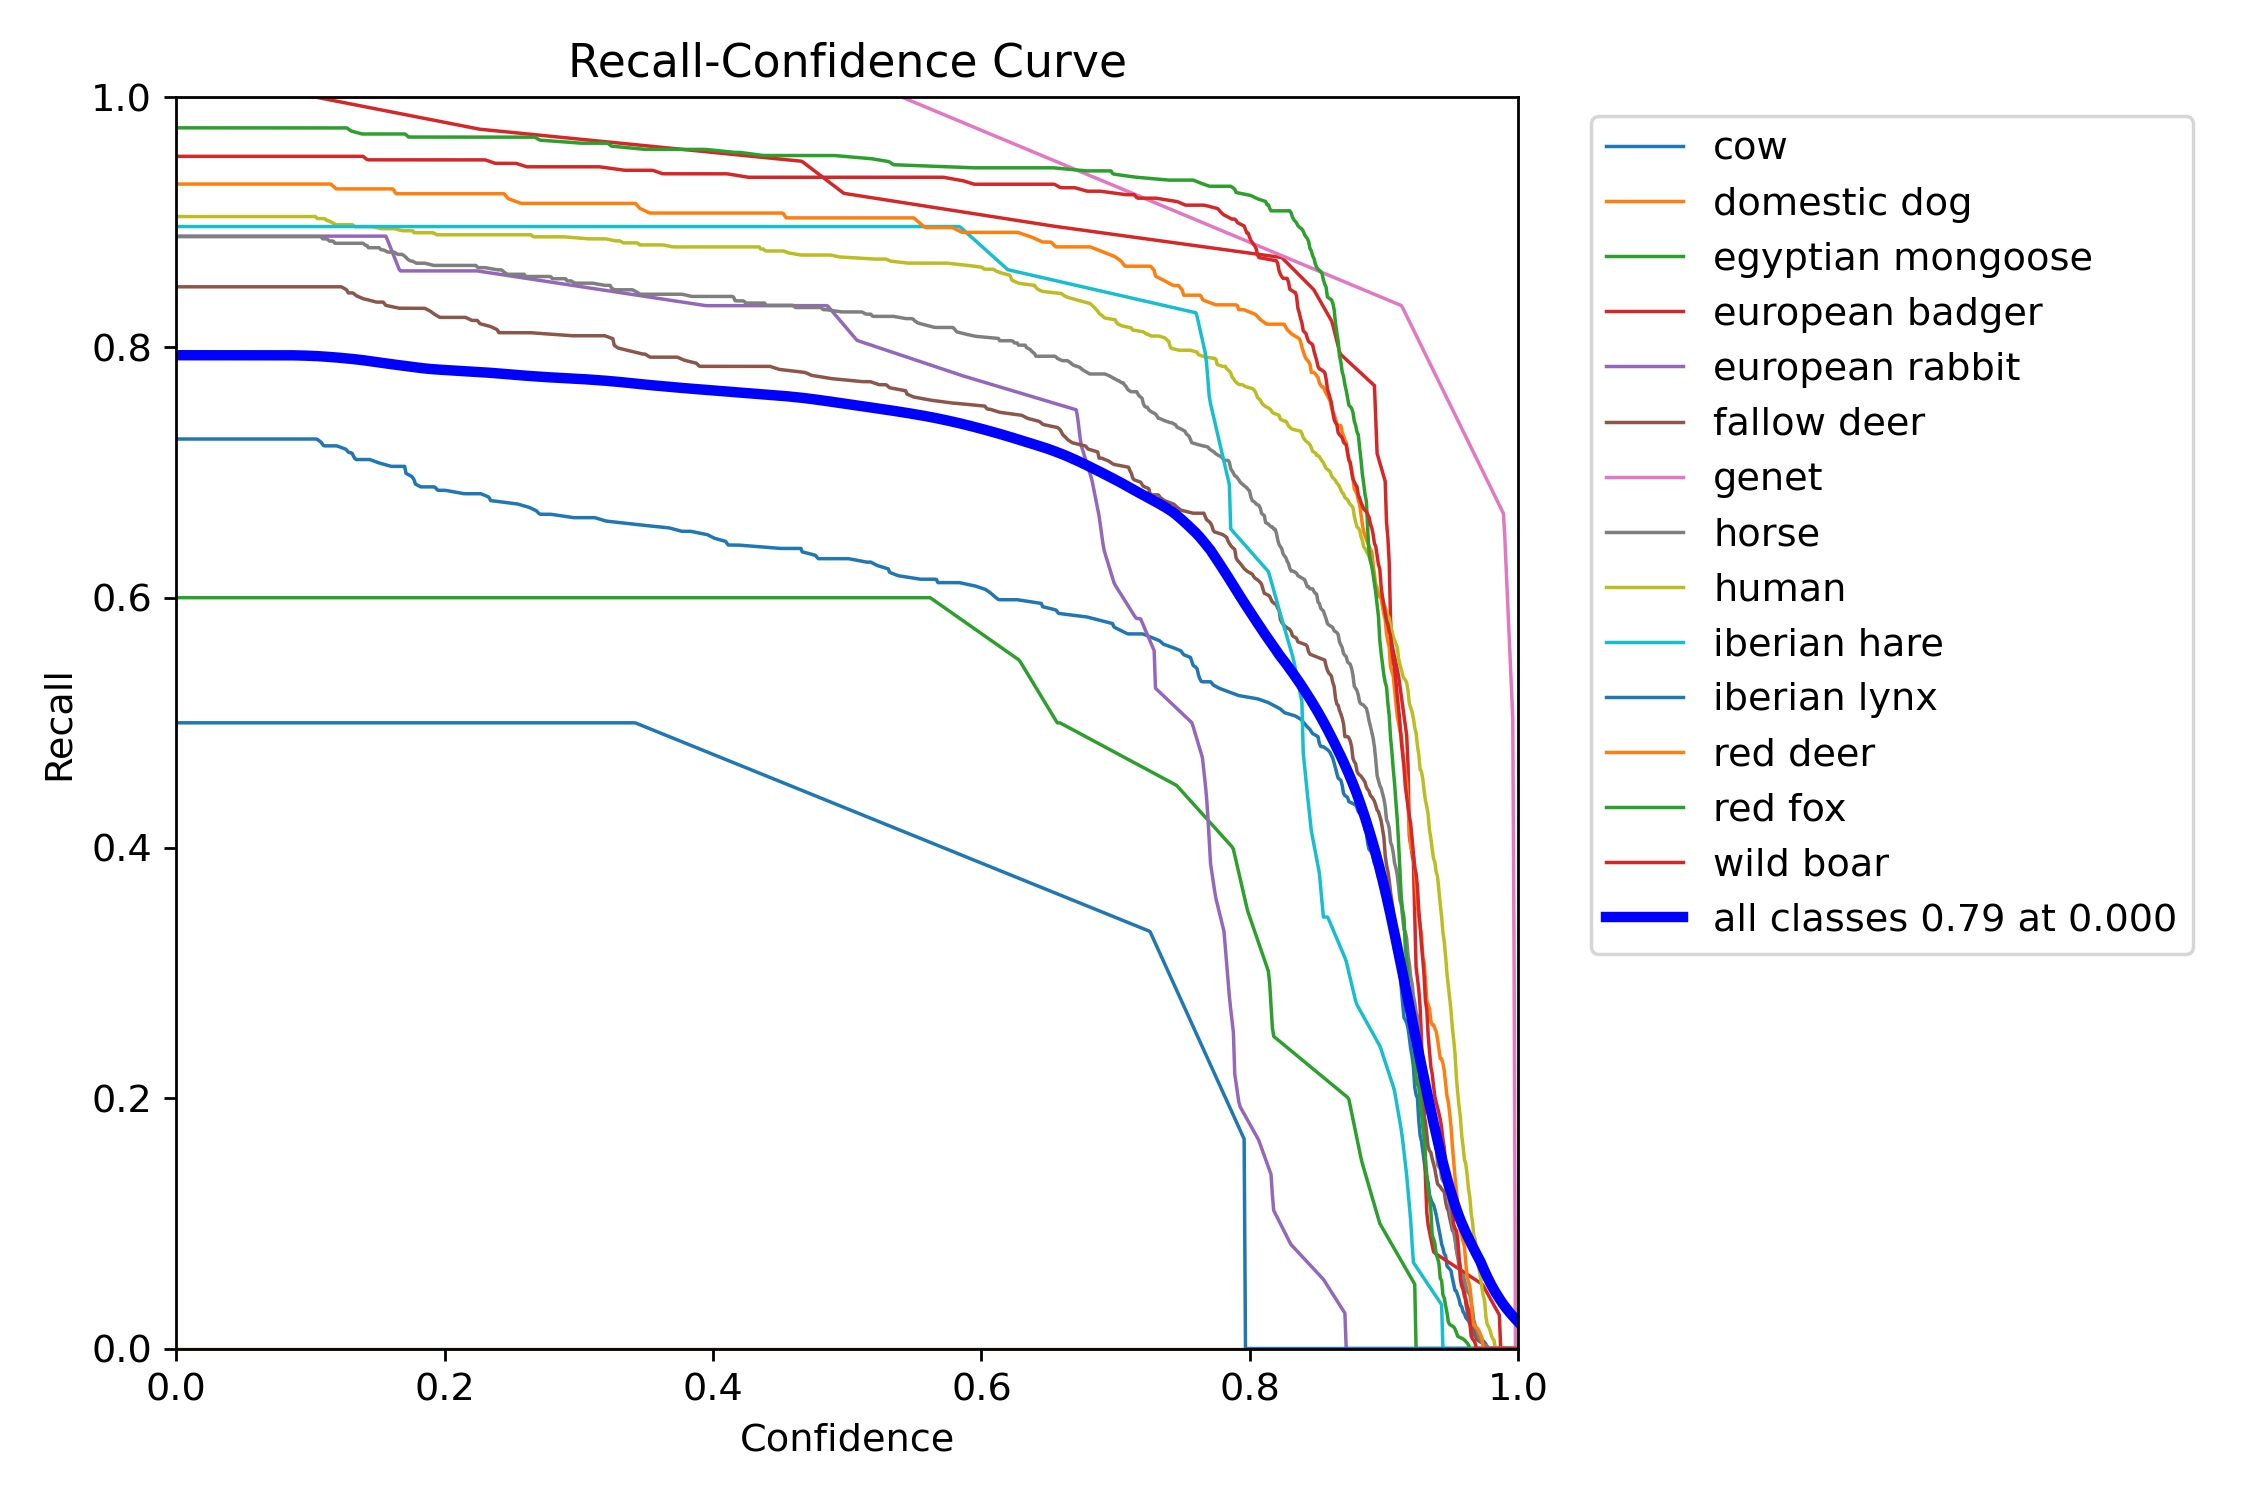 Recall-Confidence Curve
1.0
0.8
0.6
0.4
0.2
0.0
Recall
0.0 0.2 0.4 0.6 0.8 1.0
Confidence
cow
domestic dog
egyptian mongoose
european badger
european rabbit
fallow deer
genet
horse
human
iberian hare
iberian lynx
red deer
red fox
wild boar
all classes 0.79 at 0.000